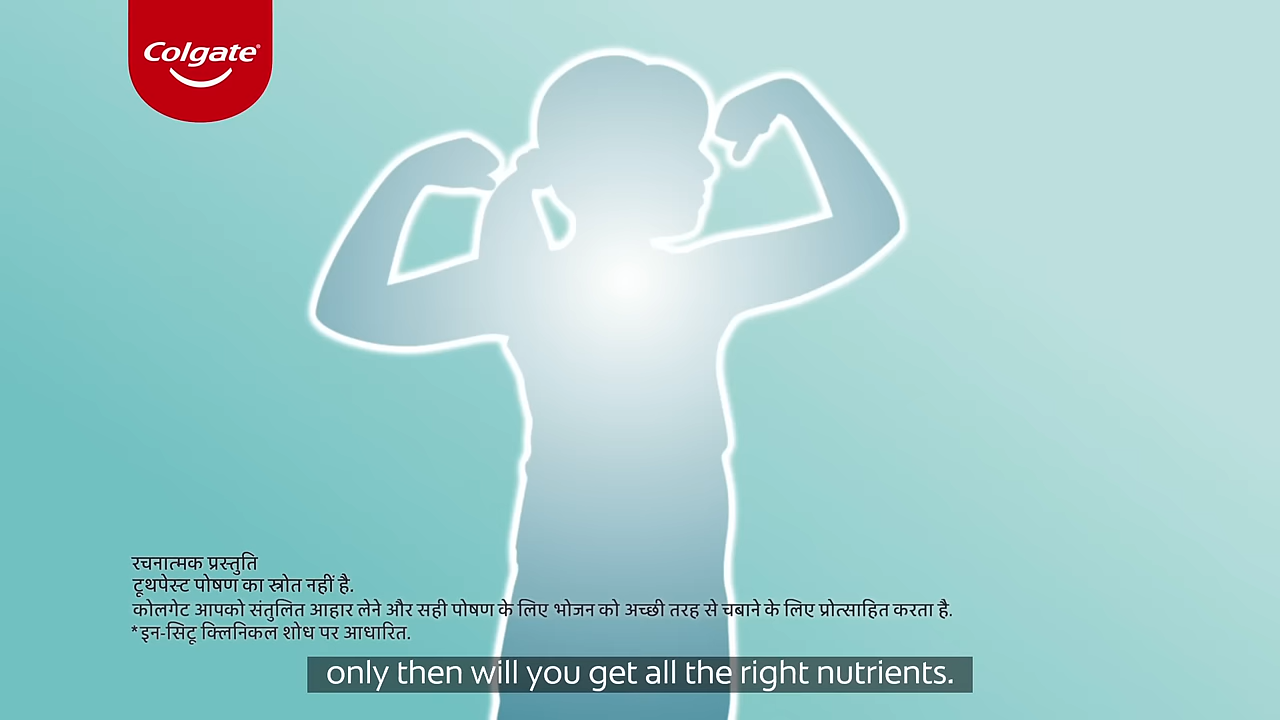 Colgate
रचनात्मक प्रस्तुति
टूथपेस्ट पोषण का स्रोत नहीं है.
कोलगेट आपको संतुलित आहार लेने और सही पोषण के लिए भोजन को अच्छी तरह से चबाने के लिए प्रोत्साहित करता है.
*इन-सिटू क्लिनिकल शोध पर आधारित.
only then will you get all the right nutrients.